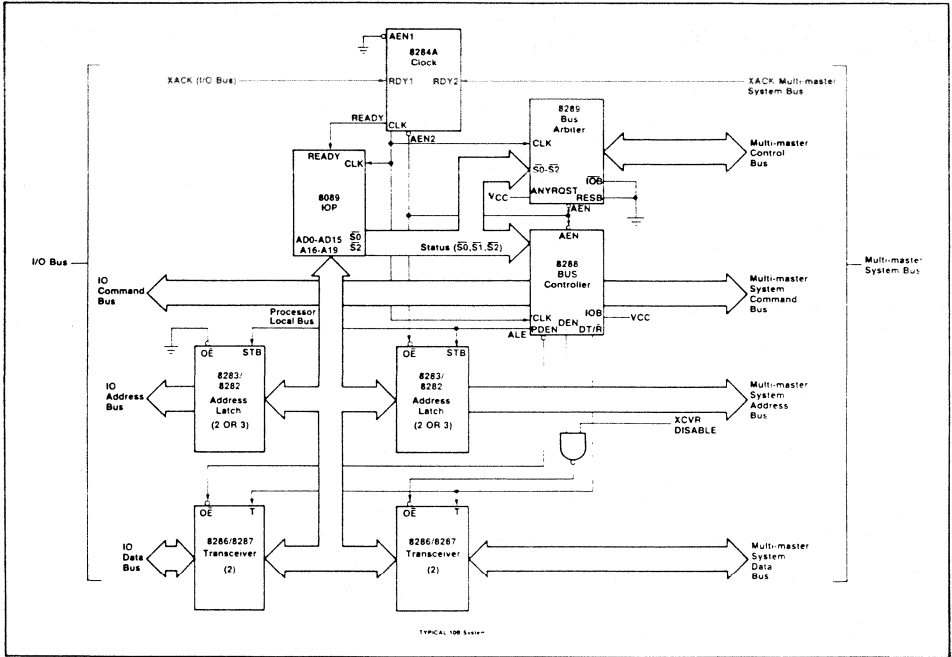 AEN1
8284A
Clock
XACK (I/O Bus)
RDY1 RDY2
XACK Multi-master
System Bus
READY
CLK
AEN2
8289
Bus
Arbiter
CLK
S0-S2
ANYRQST
VCC
IOB
RESB
AEN
Multi-master
Control
Bus
READY
CLK
8089
IOP
AD0-AD15
A16-A19
S0
S2
Status (S0,S1,S2)
AEN
8288
BUS
Controller
I/O Bus
Multi-master
System Bus
IO
Command
Bus
Multi-master
System
Command
Bus
Processor
Local Bus
CLK
IOB
VCC
ALE
PDEN
DEN
DT/R
OE STB
8283/
8282
Address
Latch
(2 OR 3)
OE STB
8283/
8282
Address
Latch
(2 OR 3)
IO
Address
Bus
Multi-master
System
Address
Bus
XCVR
DISABLE
OE T
8286/8287
Transceiver
(2)
OE T
8286/8287
Transceiver
(2)
IO
Data
Bus
Multi-master
System
Data
Bus
TYPICAL IOB System